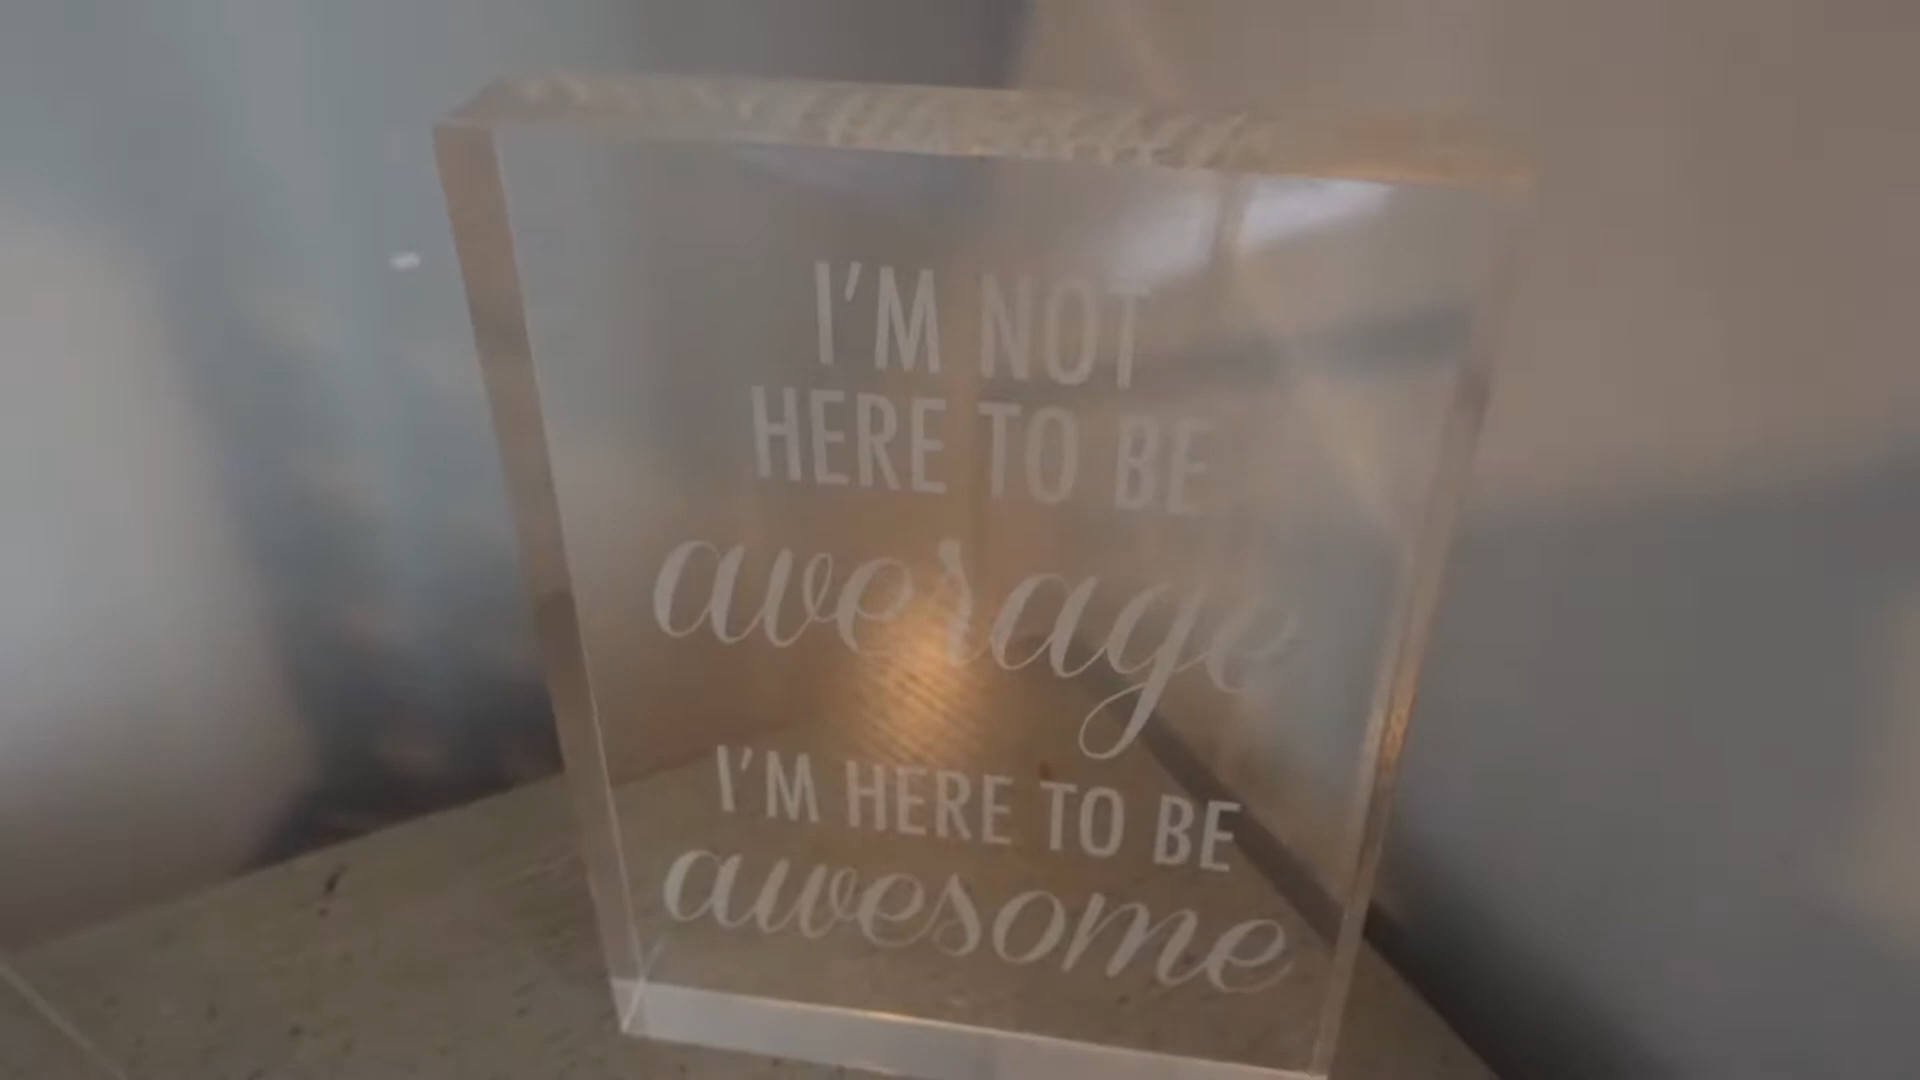 I'M NOT
HERE TO BE
average
I'M HERE TO BE
awesome